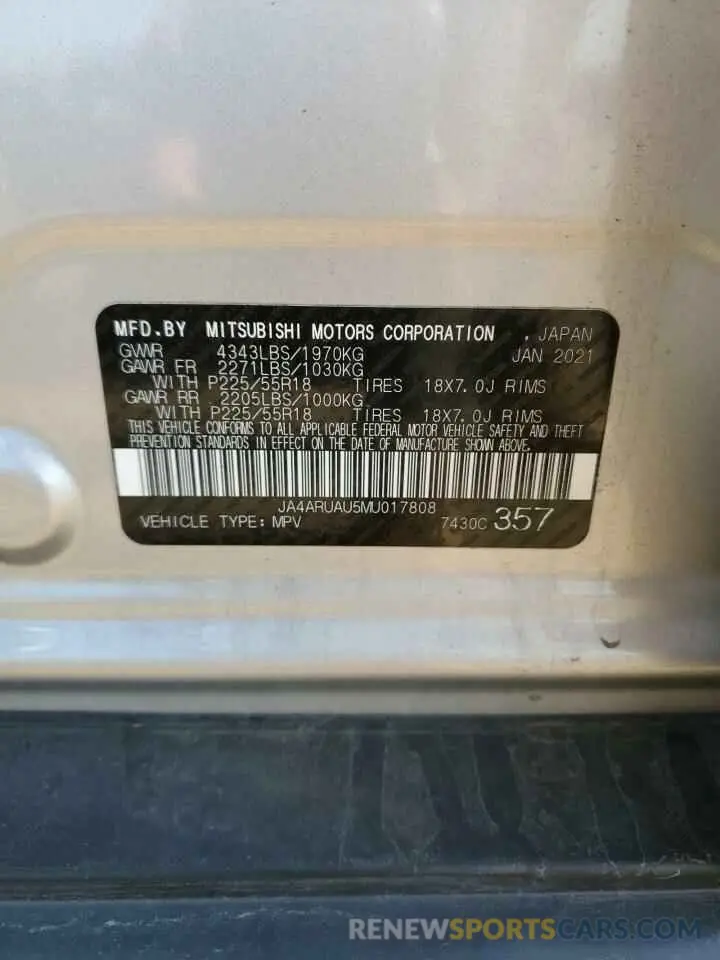 MFD.BY MITSUBISHI MOTORS CORPORATION , JAPAN
GVWR 4343LBS/1970KG JAN 2021
GAWR FR 2271LBS/1030KG
WITH P225/55R18 TIRES 18X7.0J RIMS
GAWR RR 2205LBS/1000KG
WITH P225/55R18 TIRES 18X7.0J RIMS
THIS VEHICLE CONFORMS TO ALL APPLICABLE FEDERAL MOTOR VEHICLE SAFETY AND THEFT
PREVENTION STANDARDS IN EFFECT ON THE DATE OF MANUFACTURE SHOWN ABOVE.
JA4ARUAU5MU017808
VEHICLE TYPE: MPV 7430C 357
RENEWSPORTSCARS.COM